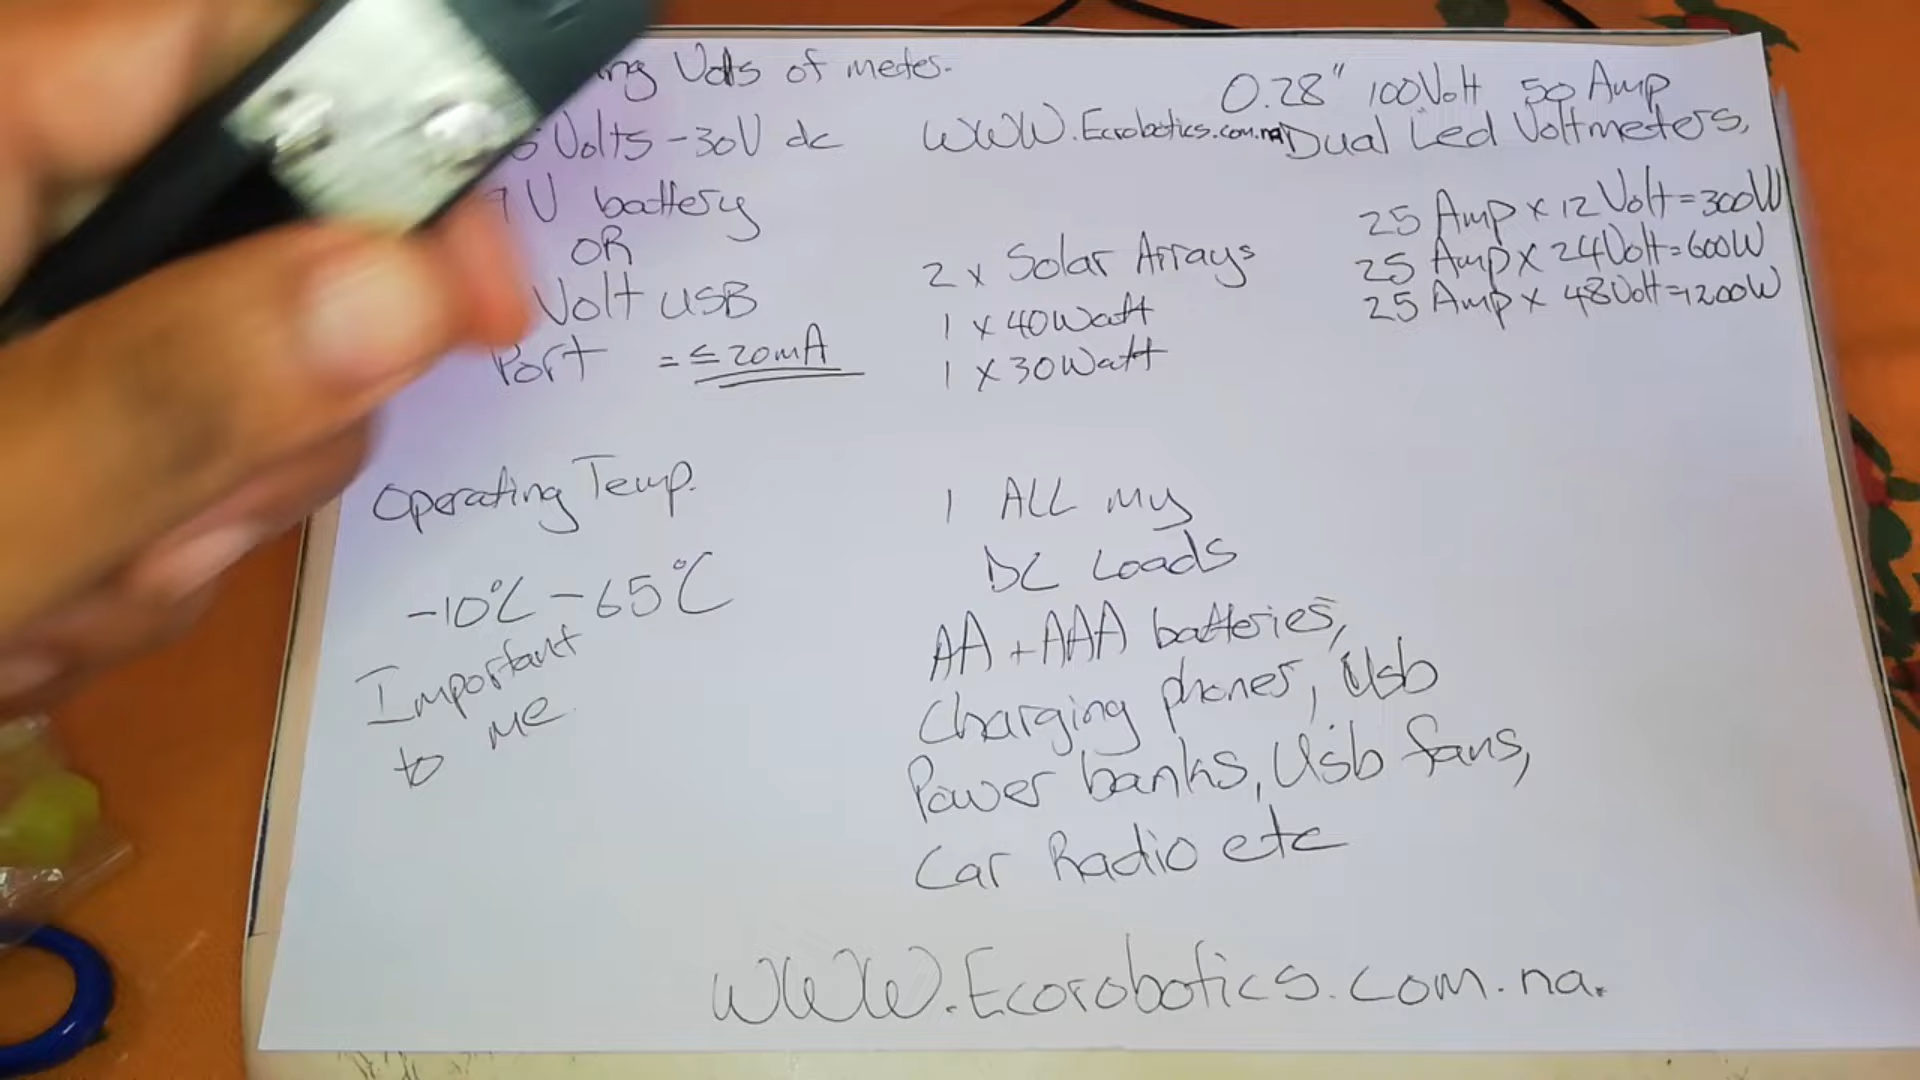 Volts of metes.
Volts - 30V dc
9V battery
OR
Volt USB
Port = ≤ 20mA
Operating Temp.
-10°C - 65°C
Important
to me.
WWW.Ecorobotics.com.na
2 x Solar Arrays
1 x 40Watt
1 x 30Watt
1 ALL my
DC Loads
AA + AAA batteries,
Charging phones, Usb
Power banks, Usb fans,
Car Radio etc
0.28" 100Volt 50 Amp
Dual Led Voltmeters,
25 Amp x 12 Volt = 300W
25 Amp x 24Volt = 600W
25 Amp x 48Volt = 1200W
WWW.Ecorobotics.com.na.